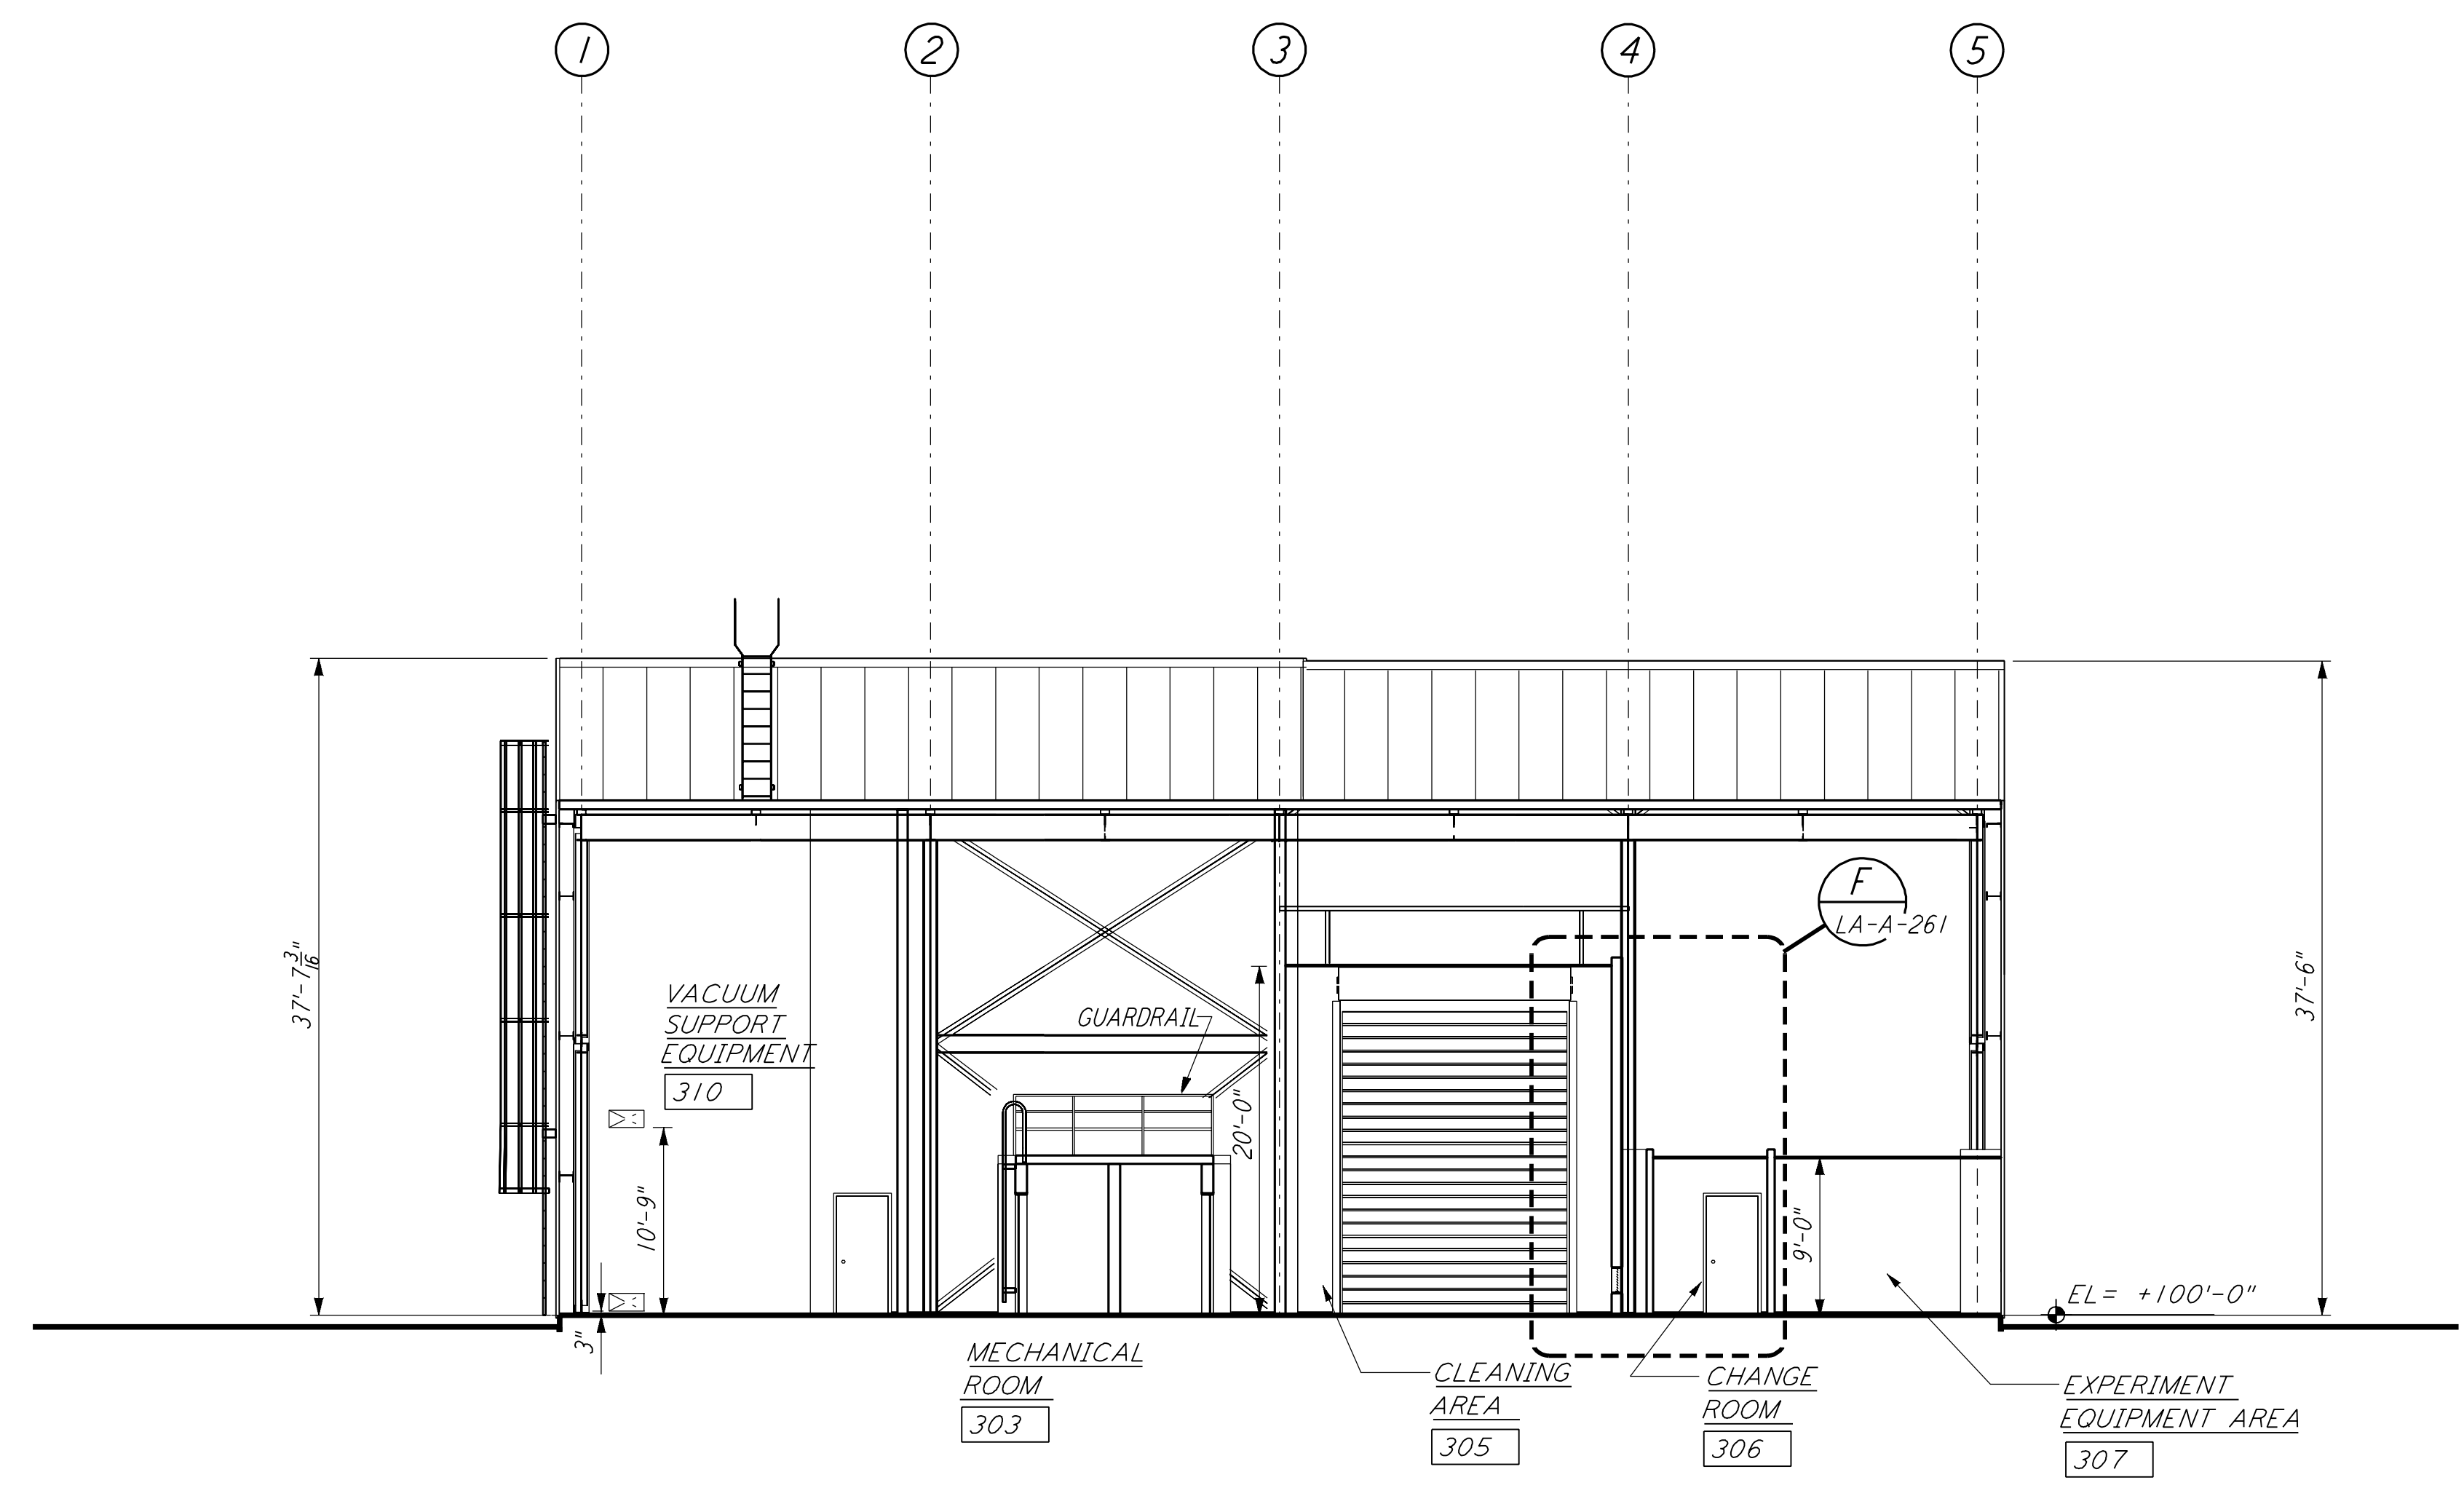 1 2 3 4 5
F
LA-A-261
37'-7 3/16"
37'-6"
VACUUM
SUPPORT
EQUIPMENT
310
GUARDRAIL
20'-0"
10'-9"
9'-0"
3"
EL= +100'-0"
MECHANICAL
ROOM
303
CLEANING
AREA
305
CHANGE
ROOM
306
EXPERIMENT
EQUIPMENT AREA
307